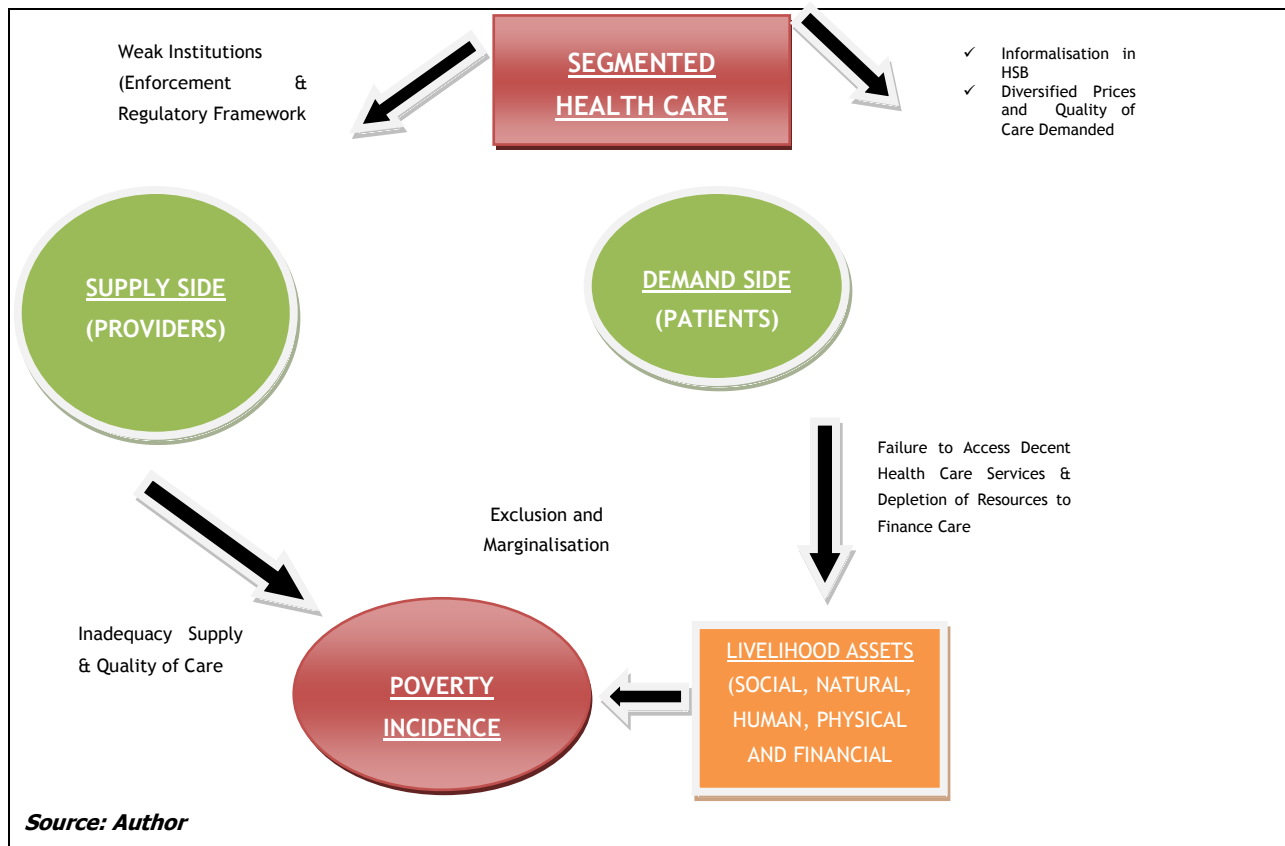 Weak Institutions
(Enforcement &
Regulatory Framework
SEGMENTED
HEALTH CARE
✓ Informalisation in
HSB
✓ Diversified Prices
and Quality of
Care Demanded
SUPPLY SIDE
(PROVIDERS)
DEMAND SIDE
(PATIENTS)
Failure to Access Decent
Health Care Services &
Depletion of Resources to
Finance Care
Exclusion and
Marginalisation
Inadequacy Supply
& Quality of Care
POVERTY
INCIDENCE
LIVELIHOOD ASSETS
(SOCIAL, NATURAL,
HUMAN, PHYSICAL
AND FINANCIAL
Source: Author